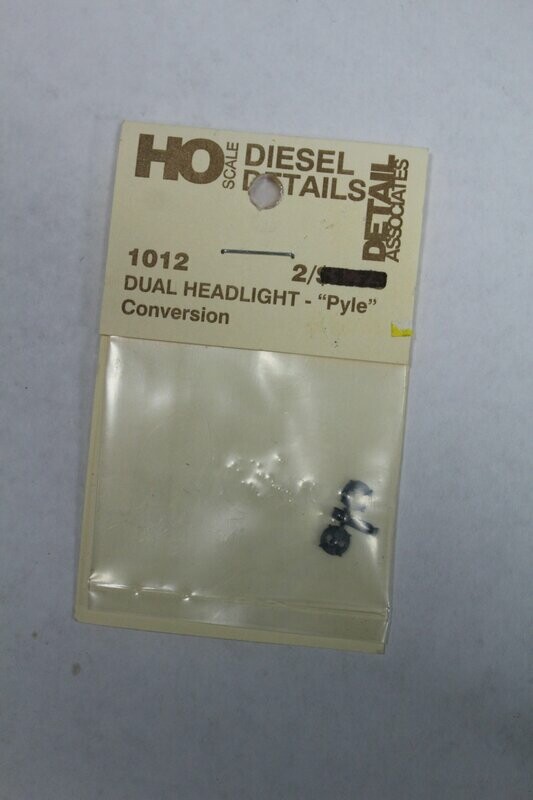 HO SCALE DIESEL
DETAILS
DETAIL
ASSOCIATES
1012 2/$
DUAL HEADLIGHT - “Pyle”
Conversion